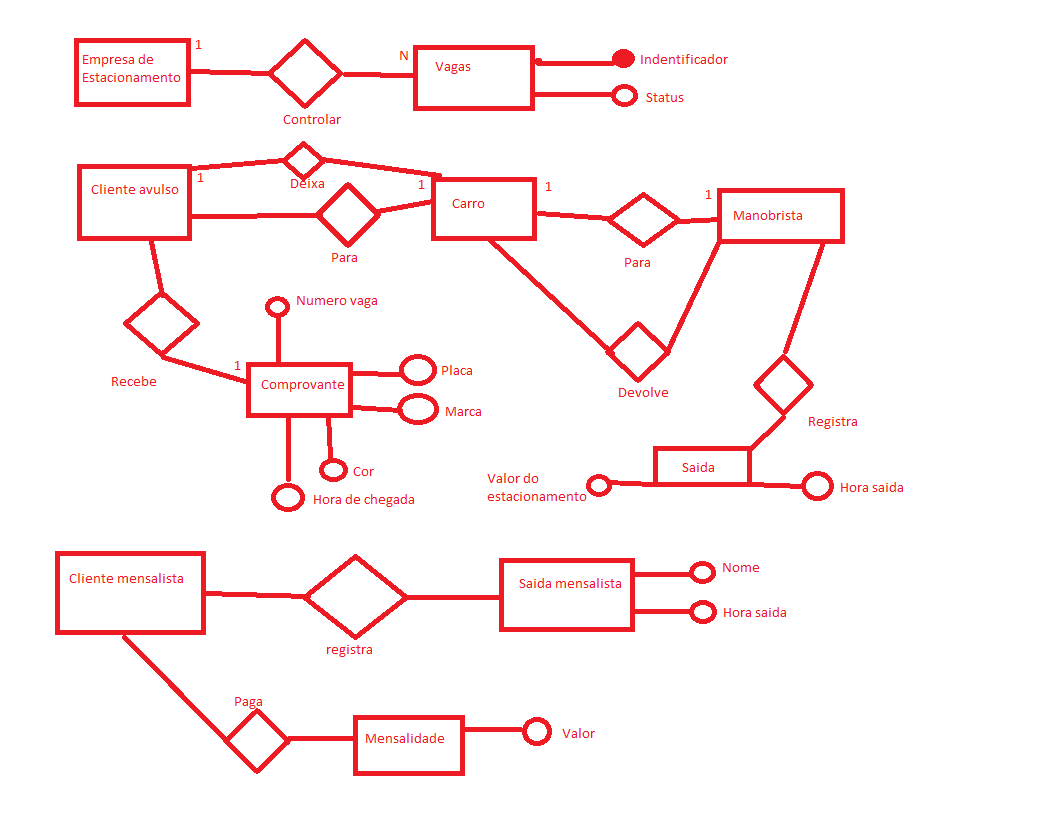 Empresa de
Estacionamento
1
Controlar
N
Vagas
Indentificador
Status
Cliente avulso
1
Deixa
Para
1
Carro
1
Para
1
Manobrista
Recebe
1
Numero vaga
Comprovante
Placa
Marca
Cor
Hora de chegada
Devolve
Registra
Saida
Valor do
estacionamento
Hora saida
Cliente mensalista
registra
Saida mensalista
Nome
Hora saida
Paga
Mensalidade
Valor